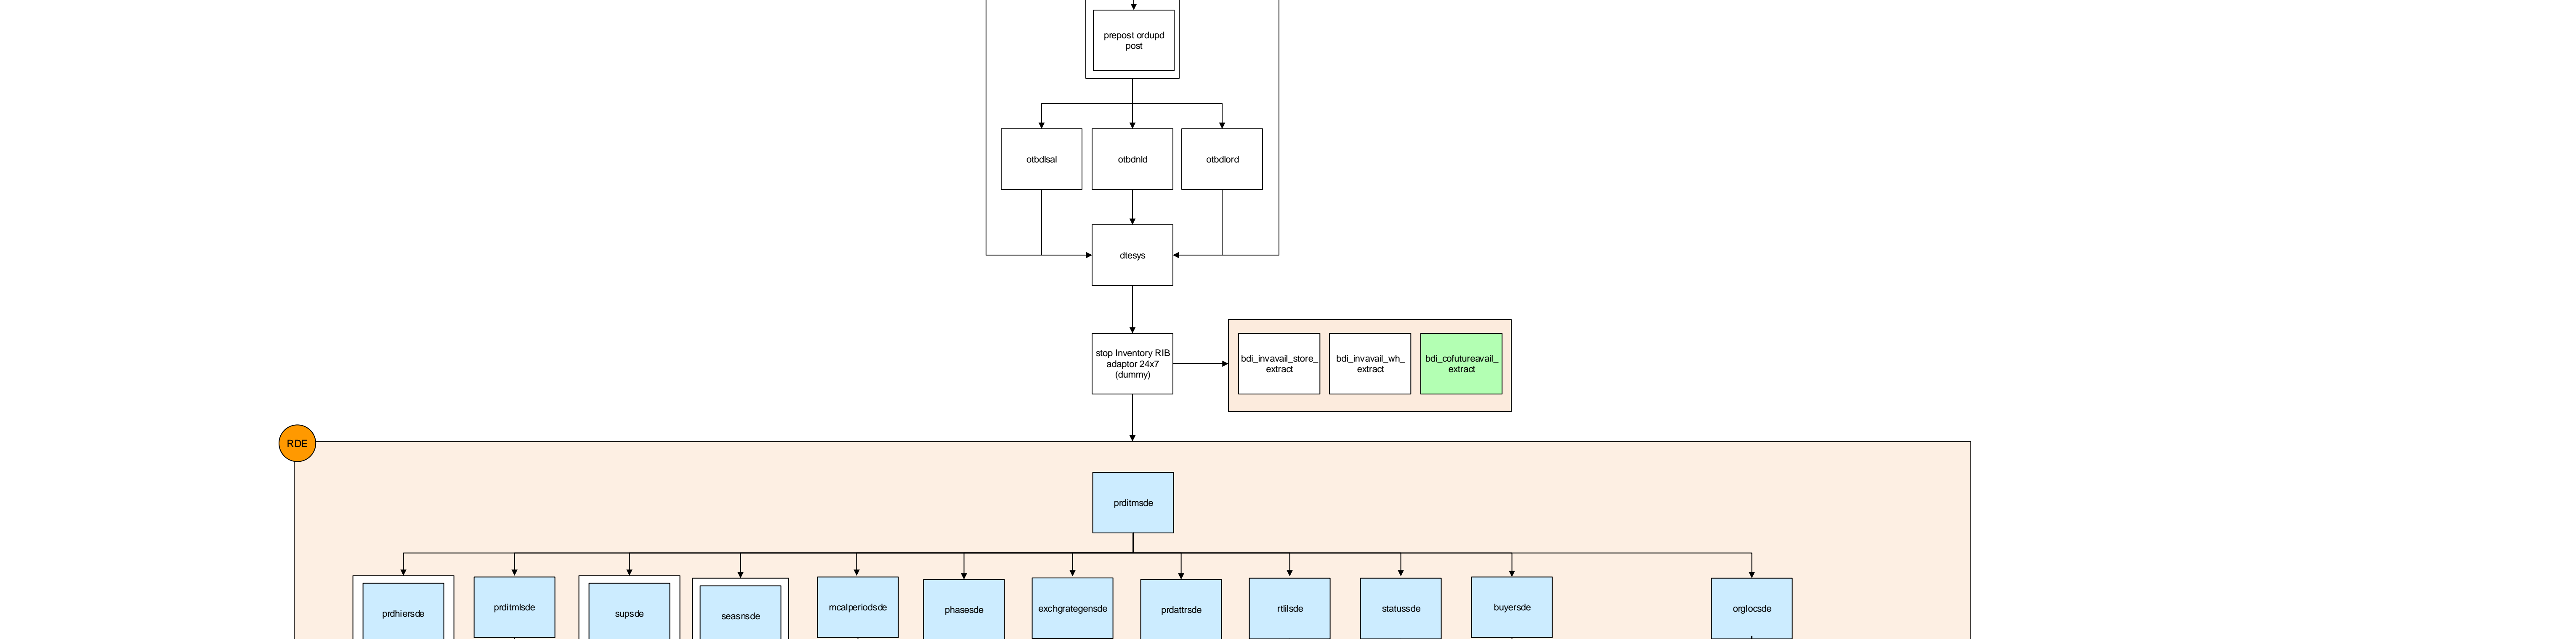 prepost ordupd
post
otbdlsal
otbdnld
otbdlord
dtesys
stop Inventory RIB
adaptor 24x7
(dummy)
bdi_invavail_store_
extract
bdi_invavail_wh_
extract
bdi_cofutureavail_
extract
RDE
prditmsde
prdhiersde
prditmlsde
supsde
seasnsde
mcalperiodsde
phasesde
exchgrategensde
prdattrsde
rtlilsde
statussde
buyersde
orglocsde